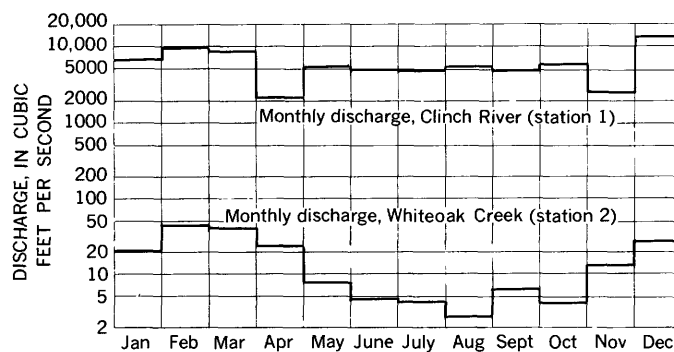 DISCHARGE, IN CUBIC
FEET PER SECOND
20,000
10,000
5000
2000
1000
500
200
100
50
20
10
5
2
Monthly discharge, Clinch River (station 1)
Monthly discharge, Whiteoak Creek (station 2)
Jan Feb Mar Apr May June July Aug Sept Oct Nov Dec